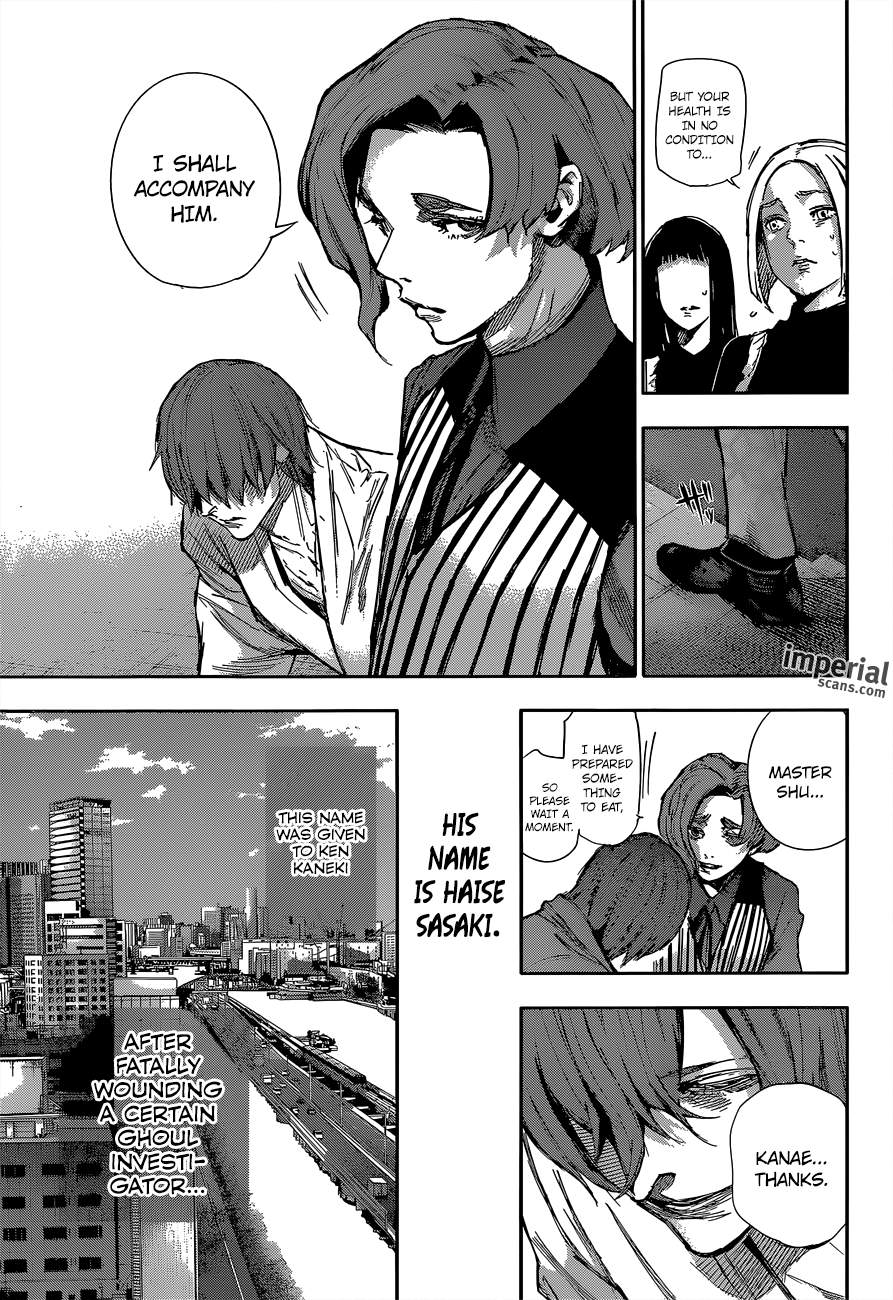 BUT YOUR
HEALTH IS
IN NO
CONDITION
TO...
I SHALL
ACCOMPANY
HIM.
imperial
scans.com
MASTER
SHU...
I HAVE
PREPARED
SOME-
THING
TO EAT,
SO
PLEASE
WAIT A
MOMENT.
KANAE...
THANKS.
HIS
NAME
IS HAISE
SASAKI.
THIS NAME
WAS GIVEN
TO KEN
KANEKI
AFTER
FATALLY
WOUNDING
A CERTAIN
GHOUL
INVESTI-
GATOR...